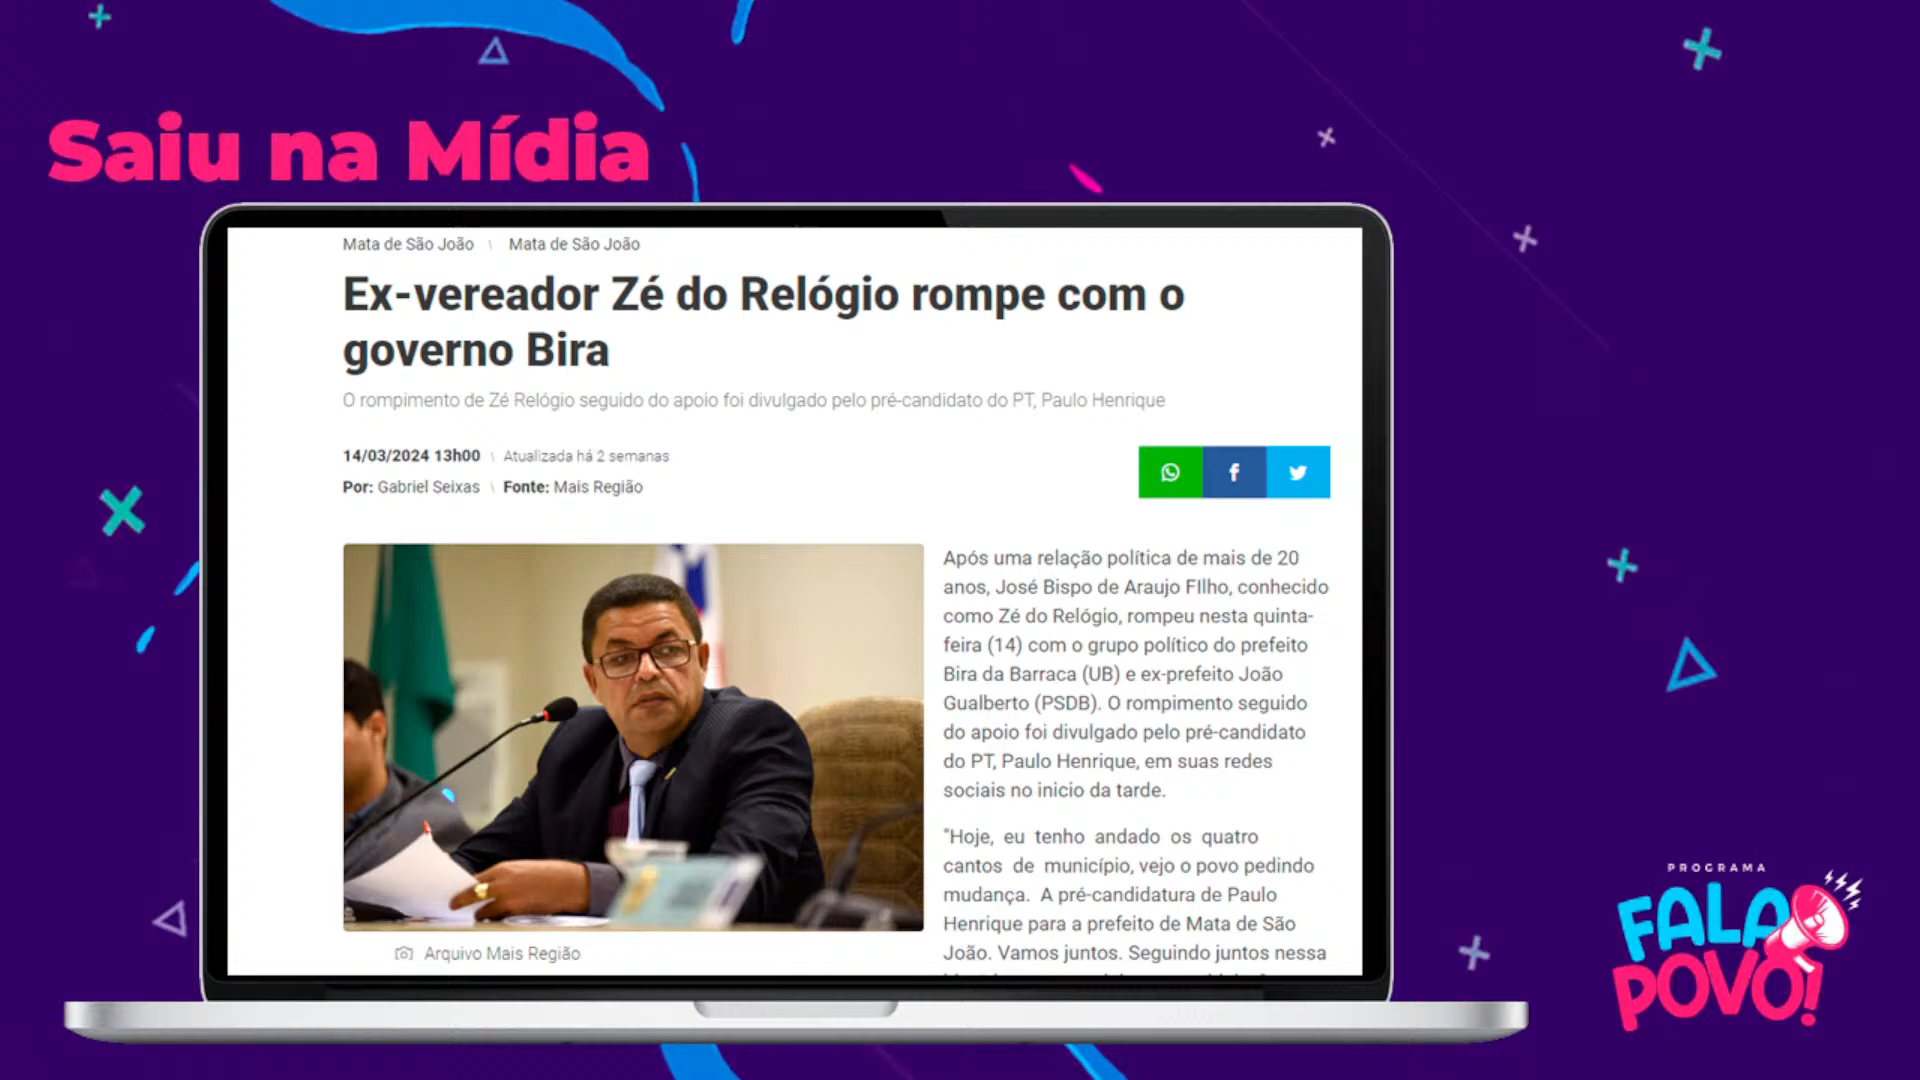 Saiu na Mídia
Mata de São João \ Mata de São João
Ex-vereador Zé do Relógio rompe com o
governo Bira
O rompimento de Zé Relógio seguido do apoio foi divulgado pelo pré-candidato do PT, Paulo Henrique
14/03/2024 13h00 \ Atualizada há 2 semanas
Por: Gabriel Seixas \ Fonte: Mais Região
Após uma relação política de mais de 20
anos, José Bispo de Araujo FIlho, conhecido
como Zé do Relógio, rompeu nesta quinta-
feira (14) com o grupo político do prefeito
Bira da Barraca (UB) e ex-prefeito João
Gualberto (PSDB). O rompimento seguido
do apoio foi divulgado pelo pré-candidato
do PT, Paulo Henrique, em suas redes
sociais no inicio da tarde.
"Hoje, eu tenho andado os quatro
cantos de município, vejo o povo pedindo
mudança. A pré-candidatura de Paulo
Henrique para a prefeito de Mata de São
João. Vamos juntos. Seguindo juntos nessa
Arquivo Mais Região
PROGRAMA
FALA
POVO!